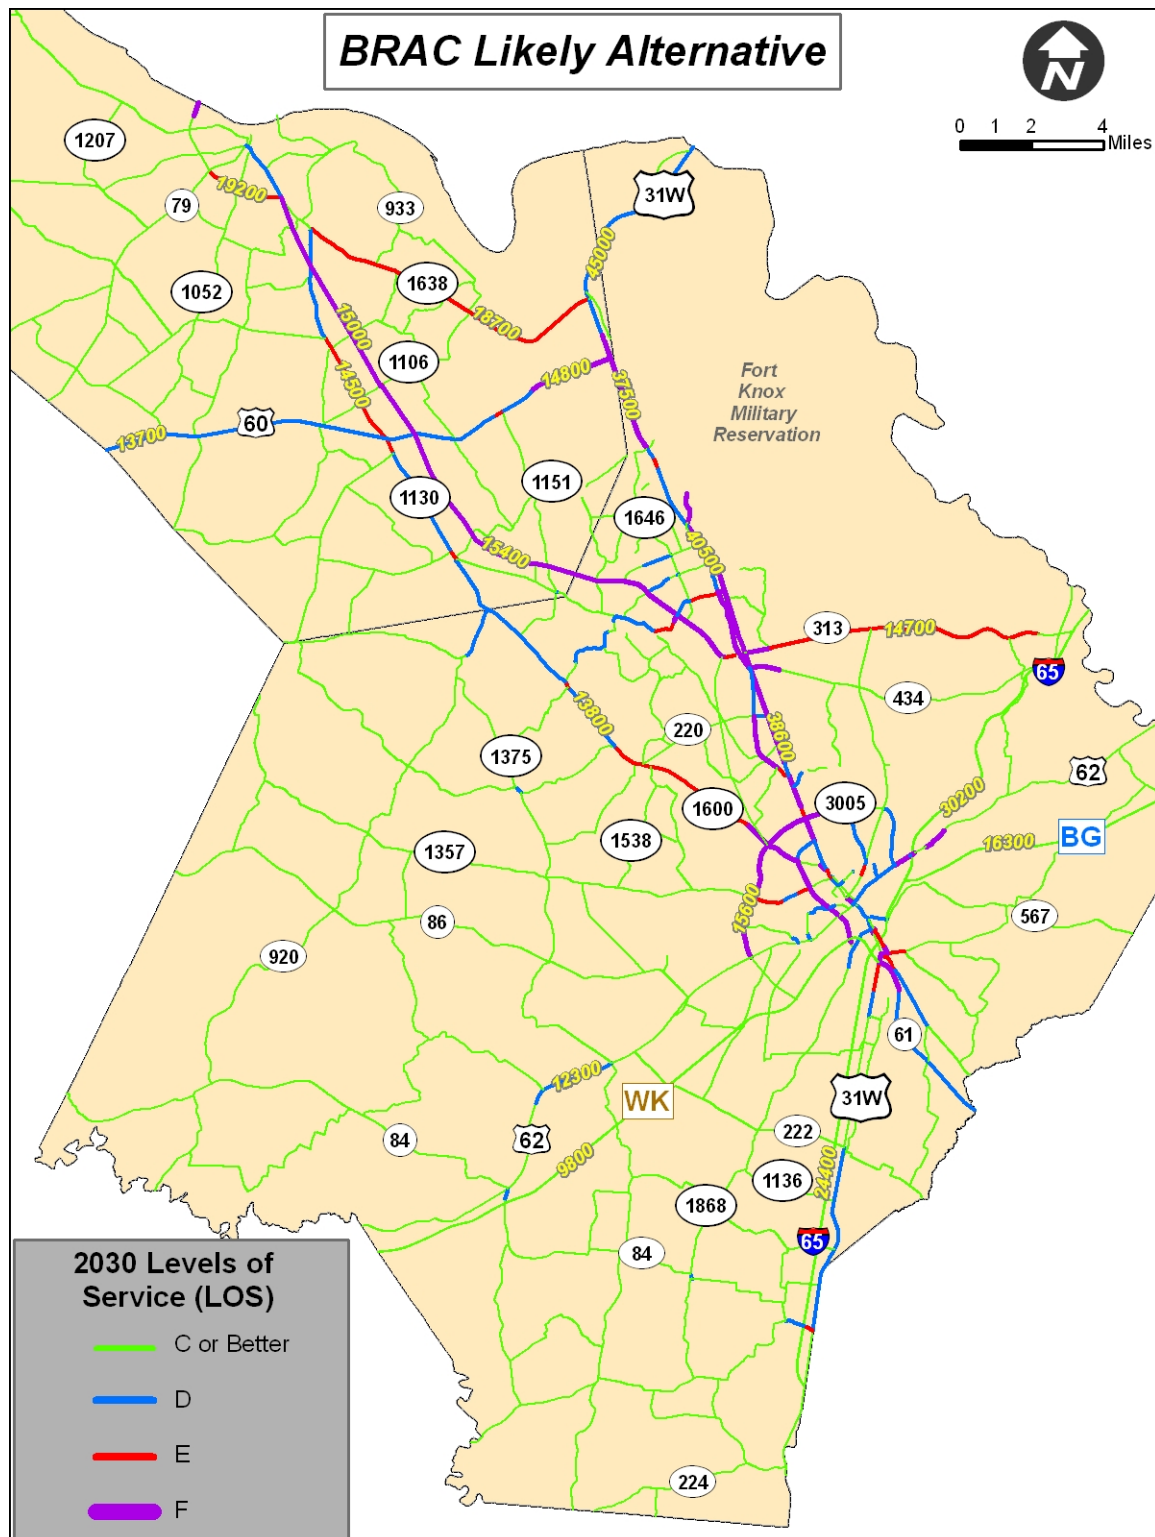 BRAC Likely Alternative
N
0 1 2 4
Miles
1207
31W
19200
79
933
45000
1638
1052
18700
15000
1106
14500
14800
37500
Fort
Knox
Military
Reservation
60
13700
1151
1130
1646
40500
15400
313
14700
65
434
13800
38600
220
1375
62
30200
1600
3005
16300
BG
1538
1357
15600
86
567
920
61
12300
WK
31W
62
84
222
9800
24400
1136
1868
65
84
224
2030 Levels of
Service (LOS)
C or Better
D
E
F